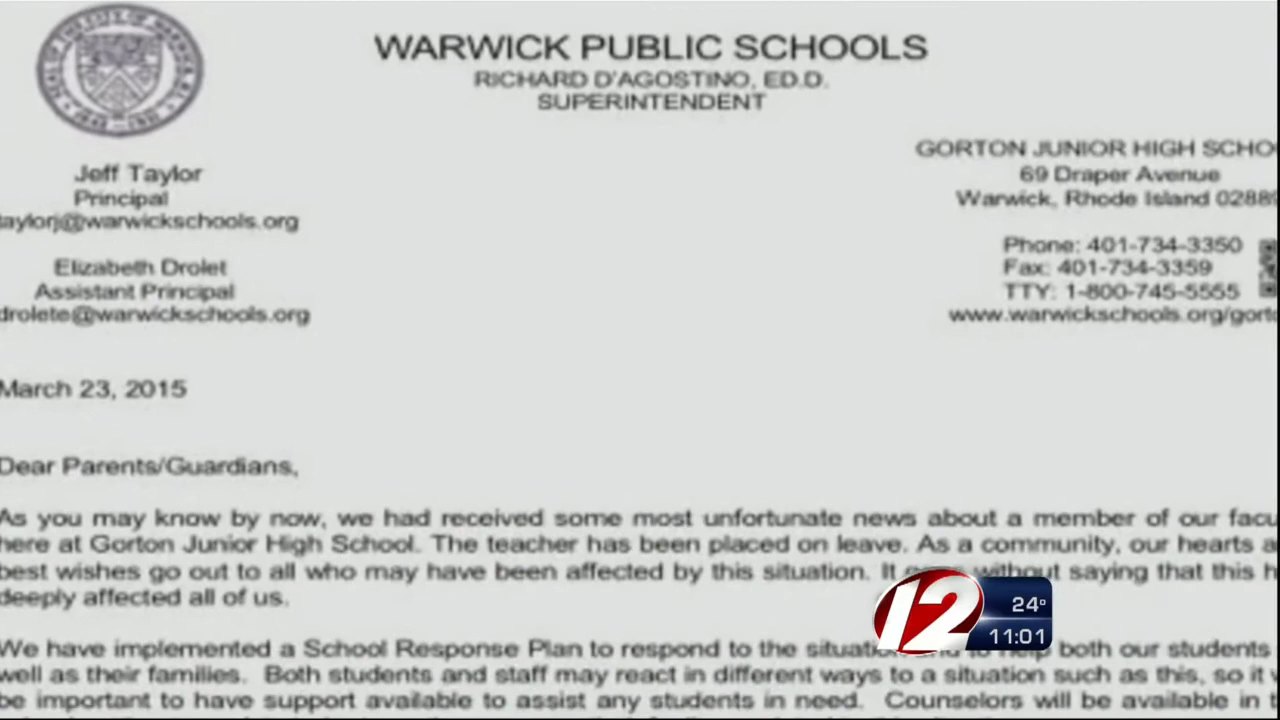 WARWICK PUBLIC SCHOOLS
RICHARD D'AGOSTINO, ED.D.
SUPERINTENDENT
Jeff Taylor
Principal
taylorj@warwickschools.org
Elizabeth Drolet
Assistant Principal
drolete@warwickschools.org
GORTON JUNIOR HIGH SCHO
69 Draper Avenue
Warwick, Rhode Island 0288
Phone: 401-734-3350
Fax: 401-734-3359
TTY: 1-800-745-5555
www.warwickschools.org/gort
March 23, 2015
Dear Parents/Guardians,
As you may know by now, we had received some most unfortunate news about a member of our facu
here at Gorton Junior High School. The teacher has been placed on leave. As a community, our hearts a
best wishes go out to all who may have been affected by this situation. It without saying that this h
deeply affected all of us.
We have implemented a School Response Plan to respond to the both our students
well as their families. Both students and staff may react in different ways to a situation such as this, so it
be important to have support available to assist any students in need. Counselors will be available in t
12
24°
11:01